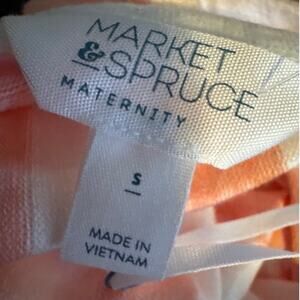 MARKET
& SPRUCE
MATERNITY
S
MADE IN
VIETNAM